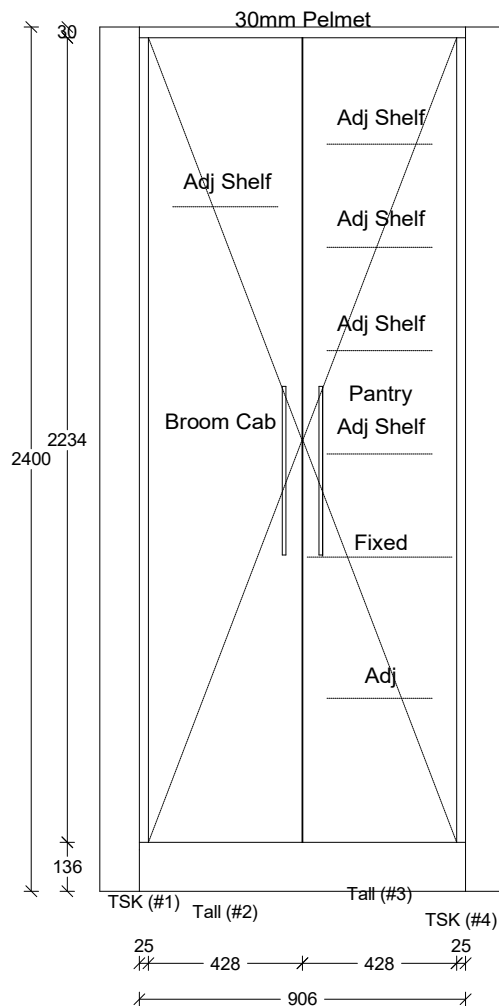 30mm Pelmet
30
Adj Shelf
Adj Shelf
Adj Shelf
Adj Shelf
Pantry
Broom Cab
Adj Shelf
2234
2400
Fixed
Adj
136
TSK (#1)
Tall (#2)
Tall (#3)
TSK (#4)
25
428
428
25
906